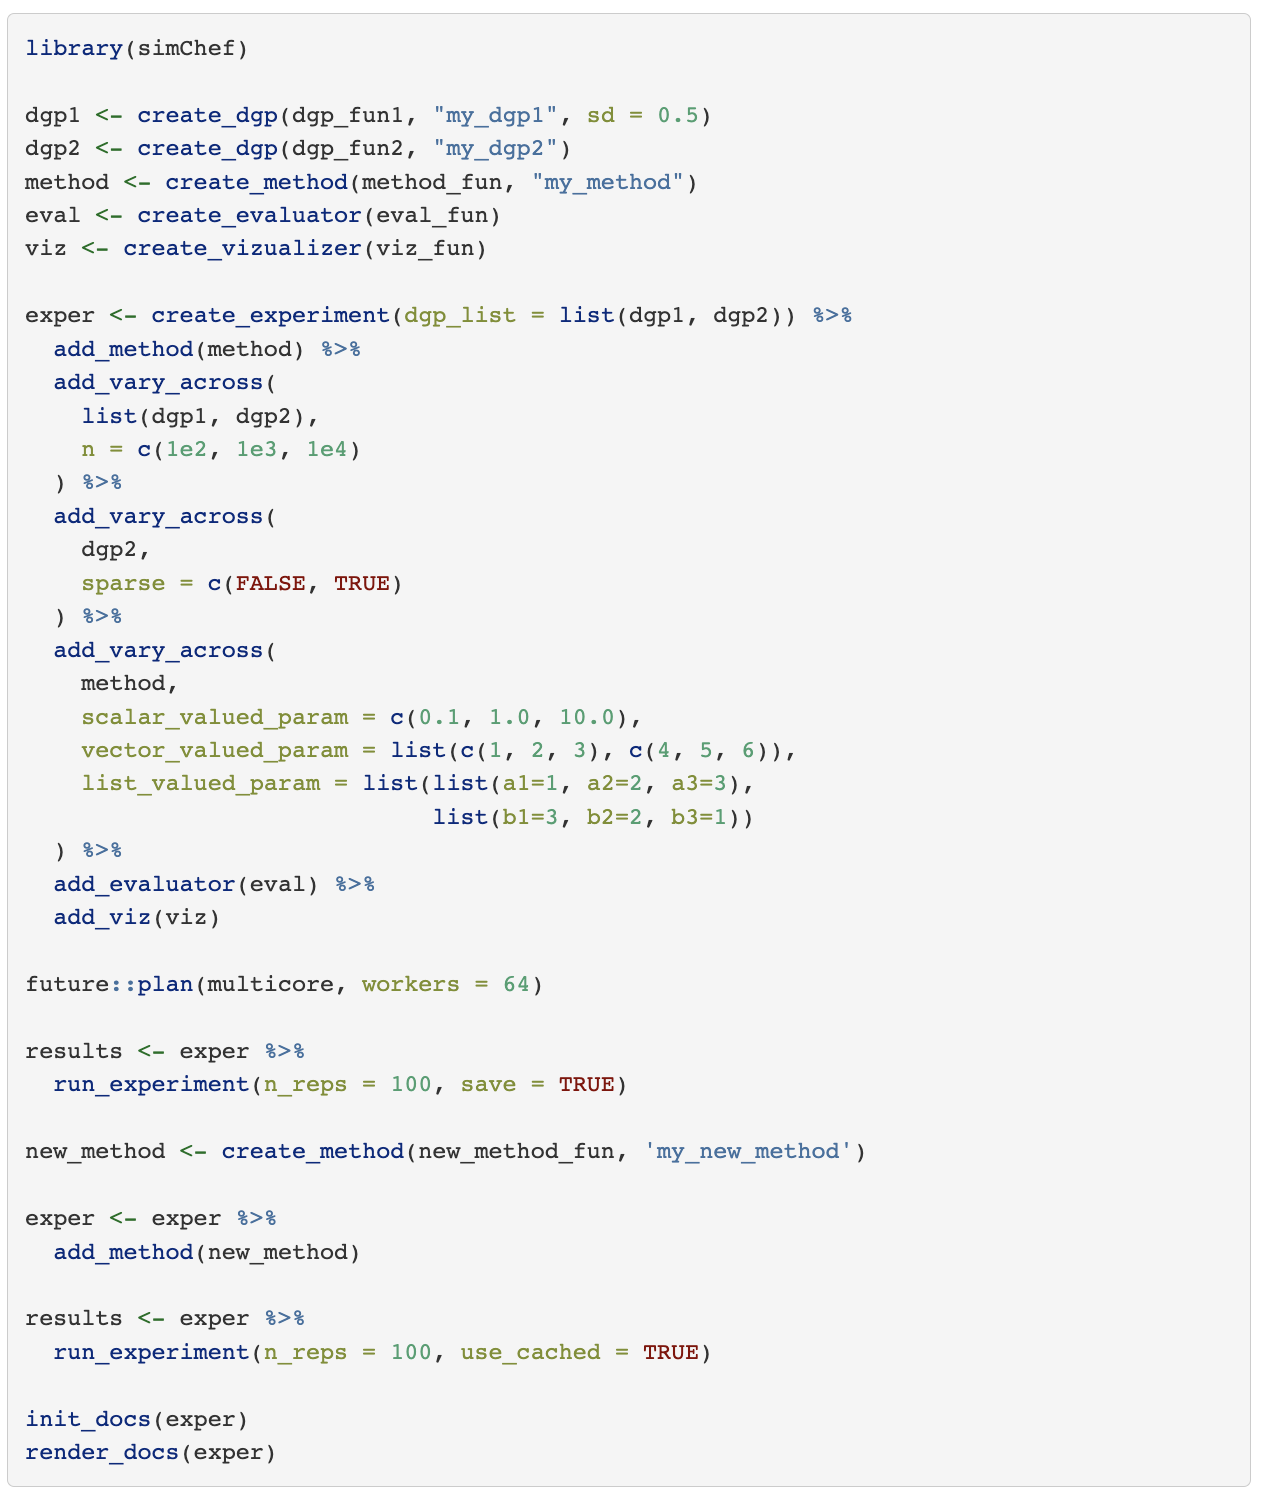 library(simChef)

dgp1 <- create_dgp(dgp_fun1, "my_dgp1", sd = 0.5)
dgp2 <- create_dgp(dgp_fun2, "my_dgp2")
method <- create_method(method_fun, "my_method")
eval <- create_evaluator(eval_fun)
viz <- create_vizualizer(viz_fun)

exper <- create_experiment(dgp_list = list(dgp1, dgp2)) %>%
  add_method(method) %>%
  add_vary_across(
    list(dgp1, dgp2),
    n = c(1e2, 1e3, 1e4)
  ) %>%
  add_vary_across(
    dgp2,
    sparse = c(FALSE, TRUE)
  ) %>%
  add_vary_across(
    method,
    scalar_valued_param = c(0.1, 1.0, 10.0),
    vector_valued_param = list(c(1, 2, 3), c(4, 5, 6)),
    list_valued_param = list(list(a1=1, a2=2, a3=3),
                             list(b1=3, b2=2, b3=1))
  ) %>%
  add_evaluator(eval) %>%
  add_viz(viz)

future::plan(multicore, workers = 64)

results <- exper %>%
  run_experiment(n_reps = 100, save = TRUE)

new_method <- create_method(new_method_fun, 'my_new_method')

exper <- exper %>%
  add_method(new_method)

results <- exper %>%
  run_experiment(n_reps = 100, use_cached = TRUE)

init_docs(exper)
render_docs(exper)